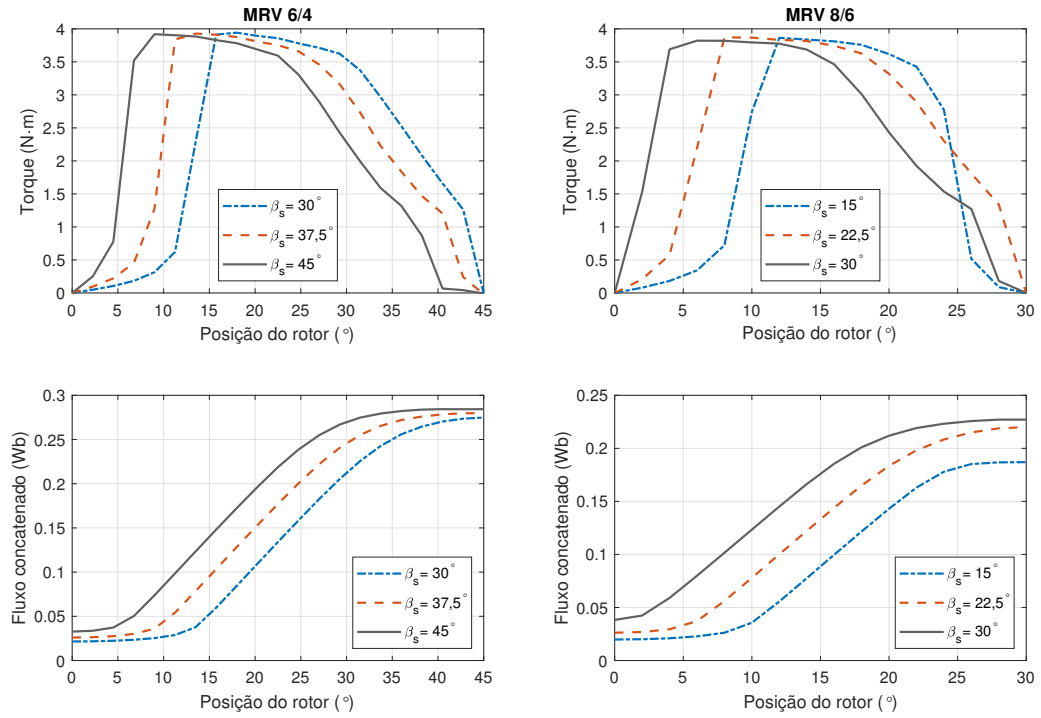 MRV 6/4
Torque (N·m)
4
3.5
3
2.5
2
1.5
1
0.5
0
βs= 30°
βs= 37,5°
βs= 45°
0 5 10 15 20 25 30 35 40 45
Posição do rotor (°)
MRV 8/6
Torque (N·m)
4
3.5
3
2.5
2
1.5
1
0.5
0
βs= 15°
βs= 22,5°
βs= 30°
0 5 10 15 20 25 30
Posição do rotor (°)
Fluxo concatenado (Wb)
0.3
0.25
0.2
0.15
0.1
0.05
0
βs= 30°
βs= 37,5°
βs= 45°
0 5 10 15 20 25 30 35 40 45
Posição do rotor (°)
Fluxo concatenado (Wb)
0.25
0.2
0.15
0.1
0.05
0
βs= 15°
βs= 22,5°
βs= 30°
0 5 10 15 20 25 30
Posição do rotor (°)